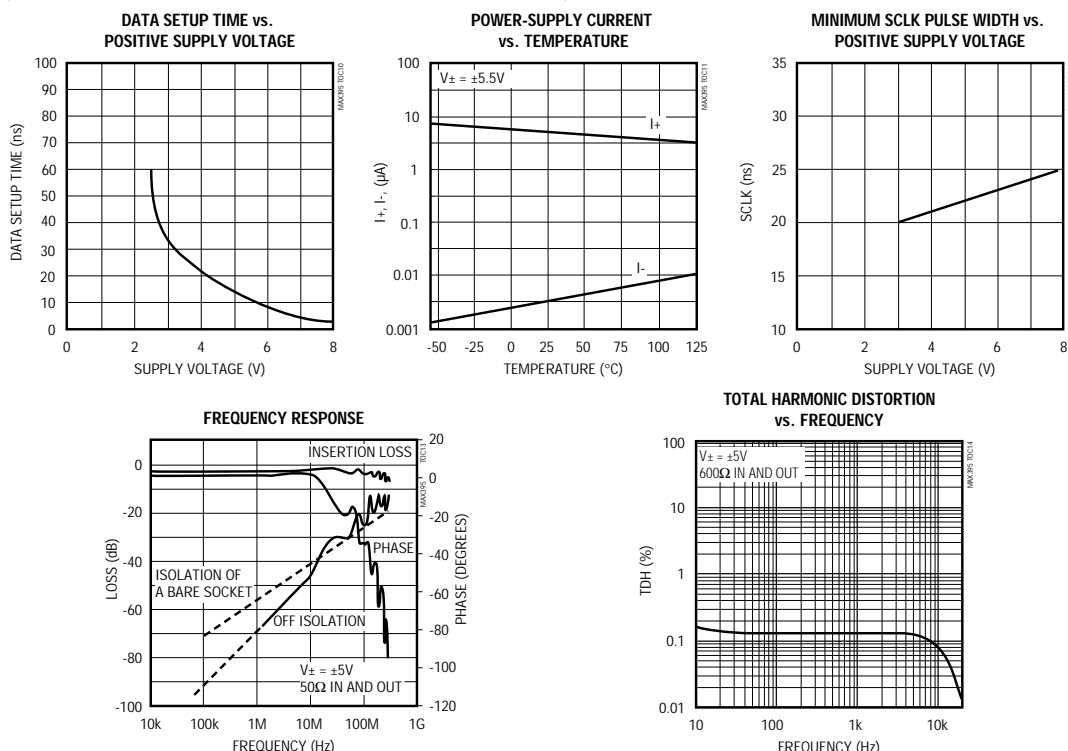 DATA SETUP TIME vs.
POSITIVE SUPPLY VOLTAGE
100
90
80
70
60
50
40
30
20
10
0
DATA SETUP TIME (ns)
MAX395 TOC10
0 2 4 6 8
SUPPLY VOLTAGE (V)
POWER-SUPPLY CURRENT
vs. TEMPERATURE
100
10
1
0.1
0.01
0.001
I+, I-, (µA)
V± = ±5.5V
I+
I-
MAX395 TOC11
-50 -25 0 25 50 75 100 125
TEMPERATURE (°C)
MINIMUM SCLK PULSE WIDTH vs.
POSITIVE SUPPLY VOLTAGE
35
30
25
20
15
10
SCLK (ns)
0 2 4 6 8
SUPPLY VOLTAGE (V)
FREQUENCY RESPONSE
0
-20
-40
-60
-80
-100
LOSS (dB)
INSERTION LOSS
PHASE
ISOLATION OF
A BARE SOCKET
OFF ISOLATION
V± = ±5V
50Ω IN AND OUT
20
0
-20
-40
-60
-80
-100
-120
PHASE (DEGREES)
MAX395 TOC13
10k 100k 1M 10M 100M 1G
FREQUENCY (Hz)
TOTAL HARMONIC DISTORTION
vs. FREQUENCY
100
10
1
0.1
0.01
TDH (%)
V± = ±5V
600Ω IN AND OUT
MAX395 TOC14
10 100 1k 10k
FREQUENCY (Hz)